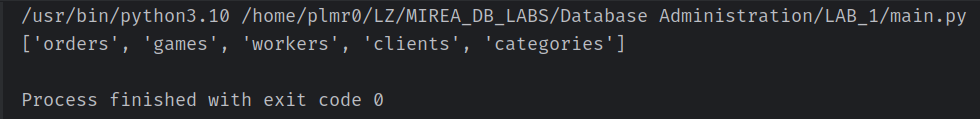 /usr/bin/python3.10 /home/plmr0/LZ/MIREA_DB_LABS/Database Administration/LAB_1/main.py
['orders', 'games', 'workers', 'clients', 'categories']
Process finished with exit code 0